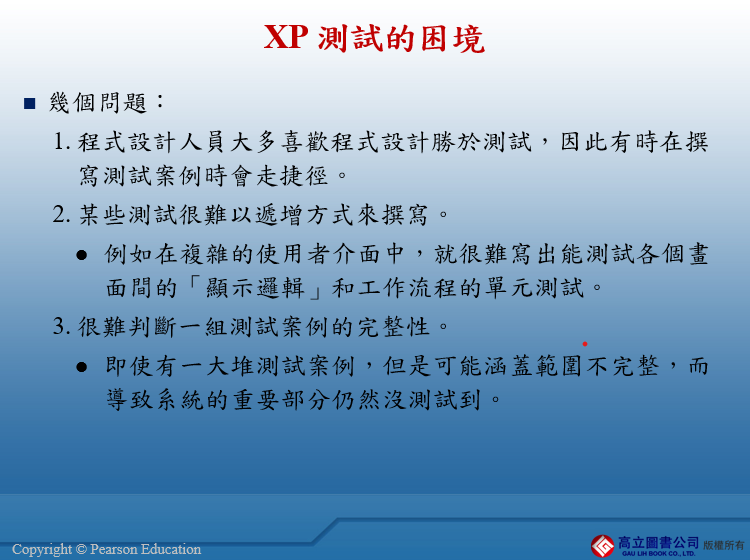 XP 測試的困境
幾個問題：
1. 程式設計人員大多喜歡程式設計勝於測試，因此有時在撰
寫測試案例時會走捷徑。
2. 某些測試很難以遞增方式來撰寫。
● 例如在複雜的使用者介面中，就很難寫出能測試各個畫
面間的「顯示邏輯」和工作流程的單元測試。
3. 很難判斷一組測試案例的完整性。
● 即使有一大堆測試案例，但是可能涵蓋範圍不完整，而
導致系統的重要部分仍然沒測試到。
Copyright © Pearson Education
高立圖書公司 版權所有
GAU LIH BOOK CO., LTD.